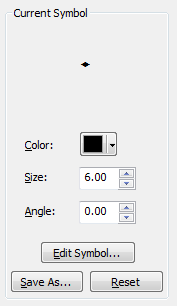 Current Symbol
Color:
Size: 6.00
Angle: 0.00
Edit Symbol...
Save As... Reset